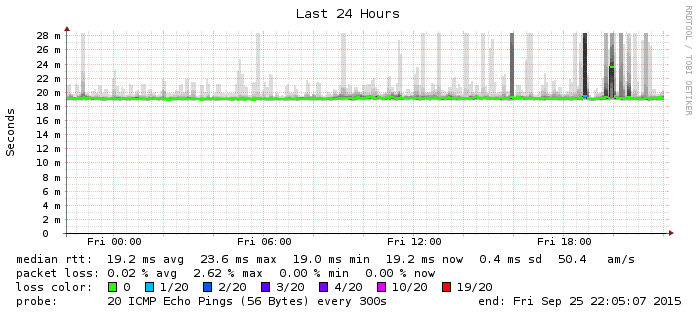 Last 24 Hours
RRDTOOL / TOBI OETIKER
Seconds
28 m
26 m
24 m
22 m
20 m
18 m
16 m
14 m
12 m
10 m
8 m
6 m
4 m
2 m
0
Fri 00:00 Fri 06:00 Fri 12:00 Fri 18:00
median rtt: 19.2 ms avg 23.6 ms max 19.0 ms min 19.2 ms now 0.4 ms sd 50.4 am/s
packet loss: 0.02 % avg 2.62 % max 0.00 % min 0.00 % now
loss color: 0 1/20 2/20 3/20 4/20 10/20 19/20
probe: 20 ICMP Echo Pings (56 Bytes) every 300s end: Fri Sep 25 22:05:07 2015